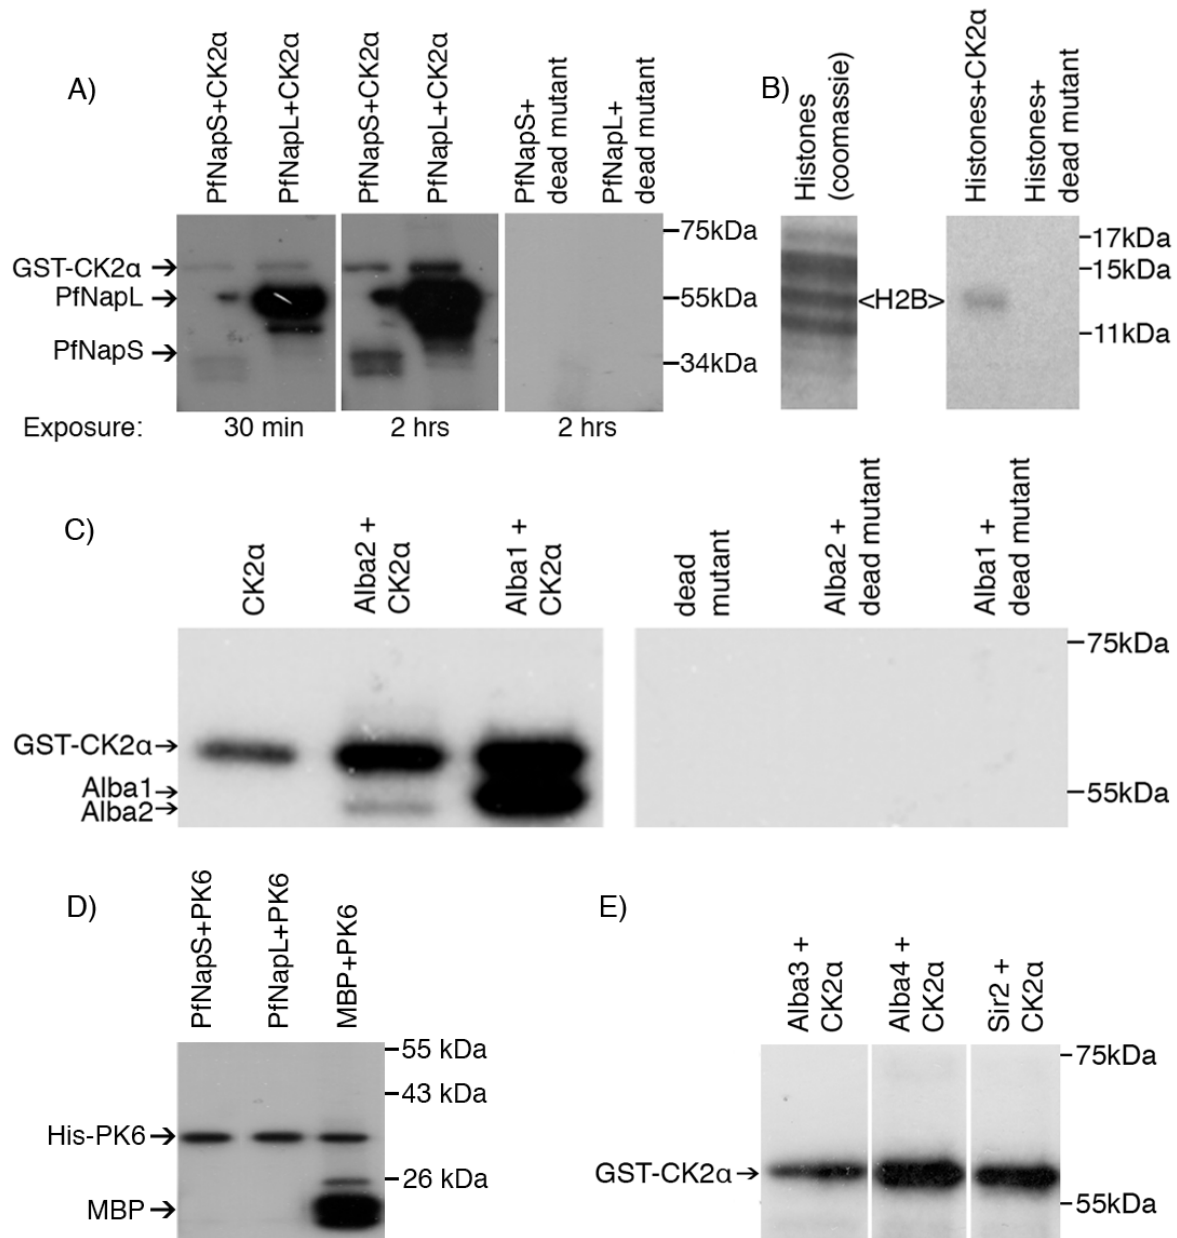 A)
PfNapS+CK2α
PfNapL+CK2α
PfNapS+CK2α
PfNapL+CK2α
PfNapS+
dead mutant
PfNapL+
dead mutant
GST-CK2α
PfNapL
PfNapS
75kDa
55kDa
34kDa
Exposure:
30 min
2 hrs
2 hrs
B)
Histones
(coomassie)
Histones+CK2α
Histones+
dead mutant
<H2B>
17kDa
15kDa
11kDa
C)
CK2α
Alba2 +
CK2α
Alba1 +
CK2α
dead
mutant
Alba2 +
dead mutant
Alba1 +
dead mutant
GST-CK2α
Alba1
Alba2
75kDa
55kDa
D)
PfNapS+PK6
PfNapL+PK6
MBP+PK6
His-PK6
MBP
55 kDa
43 kDa
26 kDa
E)
Alba3 +
CK2α
Alba4 +
CK2α
Sir2 +
CK2α
GST-CK2α
75kDa
55kDa